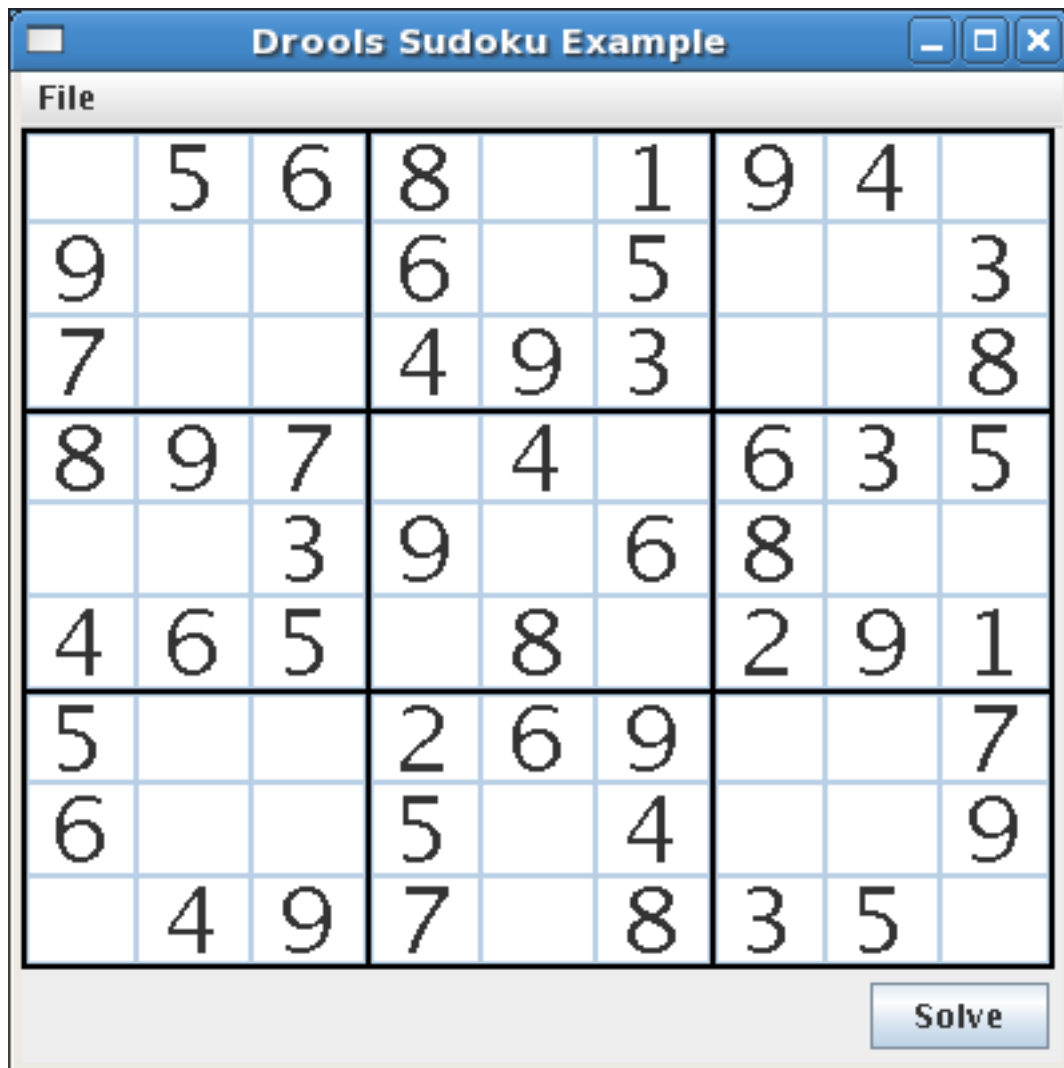 Drools Sudoku Example
File
5 6 8 1 9 4
9 6 5 3
7 4 9 3 8
8 9 7 4 6 3 5
3 9 6 8
4 6 5 8 2 9 1
5 2 6 9 7
6 5 4 9
4 9 7 8 3 5
Solve